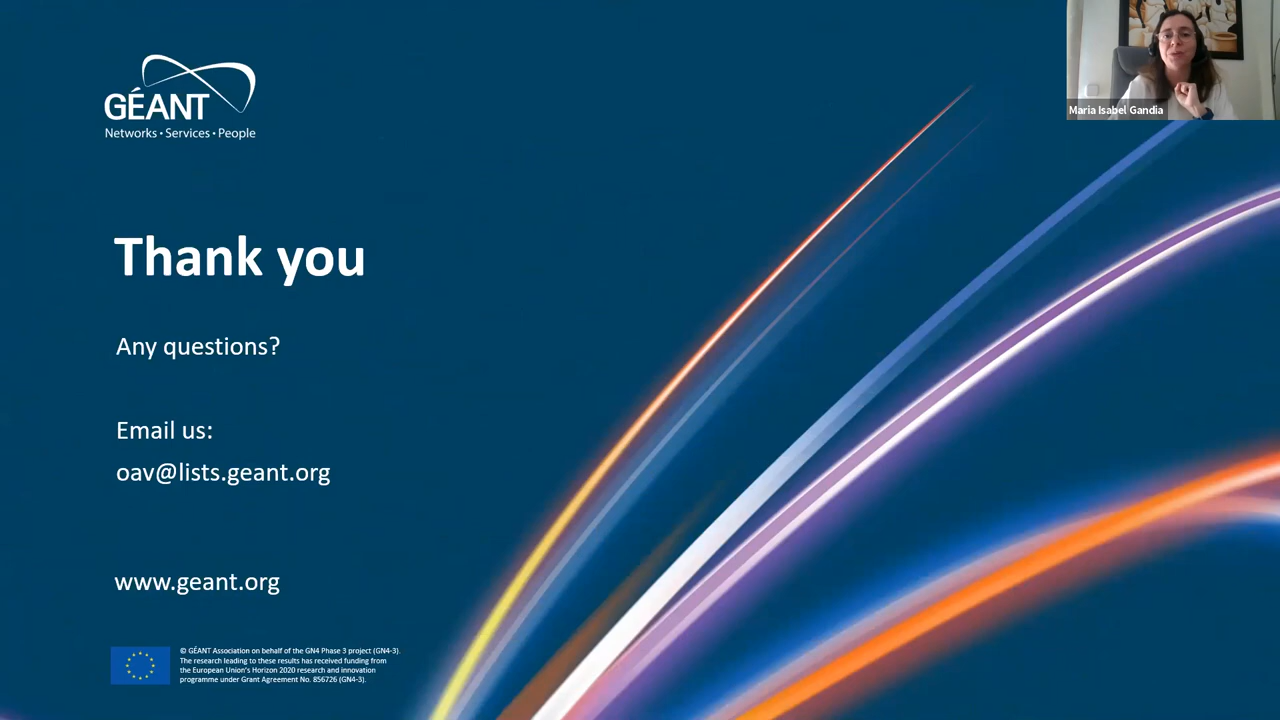 GÉANT
Networks • Services • People
Maria Isabel Gandia
Thank you
Any questions?
Email us:
oav@lists.geant.org
www.geant.org
© GÉANT Association on behalf of the GN4 Phase 3 project (GN4-3).
The research leading to these results has received funding from
the European Union's Horizon 2020 research and innovation
programme under Grant Agreement No. 856726 (GN4-3).